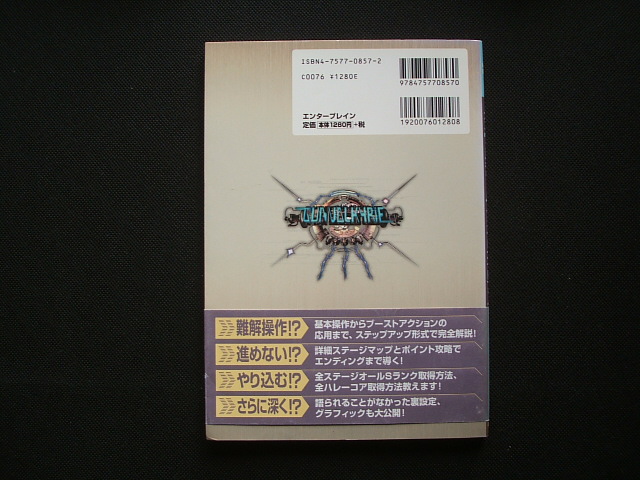 ISBN4-7577-0857-2
C0076 ¥1280E
9784757708570
エンターブレイン
定価 本体1280円 +税
1920076012808
GUNVALKYRIE
難解操作!?
基本操作からブーストアクションの
応用まで、ステップアップ形式で完全解説!
進めない!?
詳細ステージマップとポイント攻略で
エンディングまで導く!
やり込む!?
全ステージオールSランク取得方法、
全ハレーコア取得方法教えます!
さらに深く!?
語られることがなかった裏設定、
グラフィックも大公開!